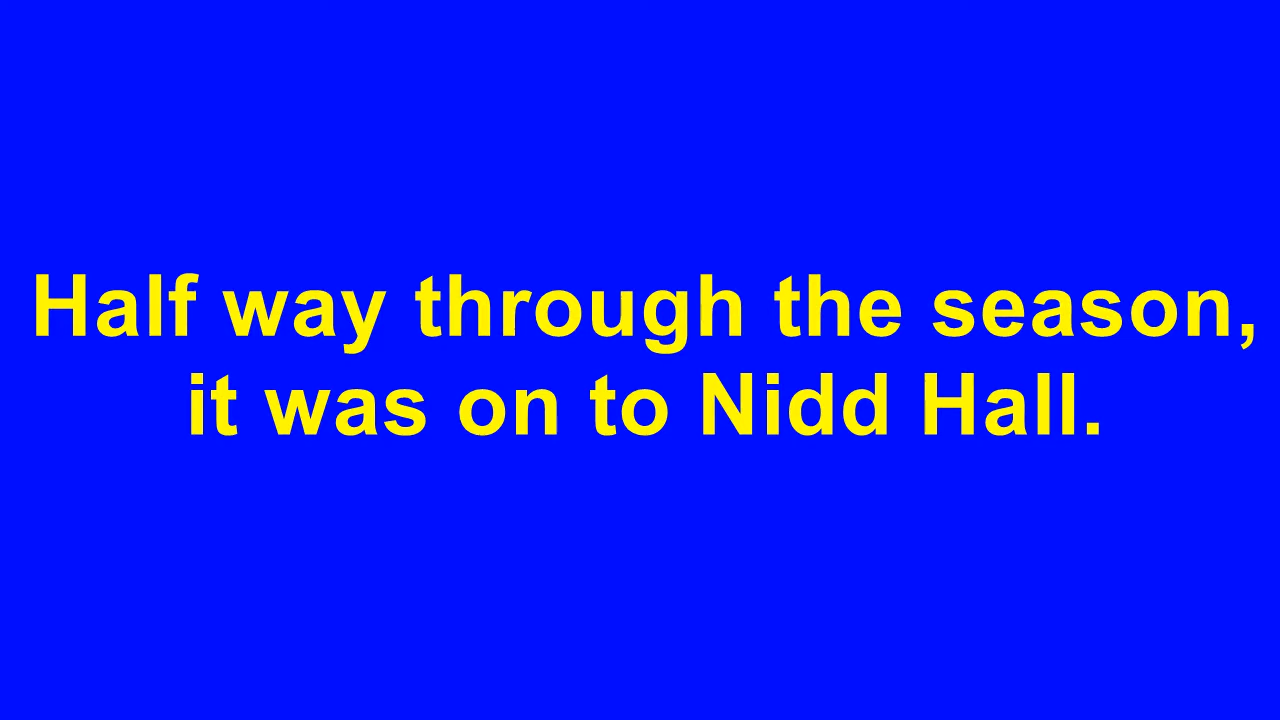 Half way through the season,
it was on to Nidd Hall.